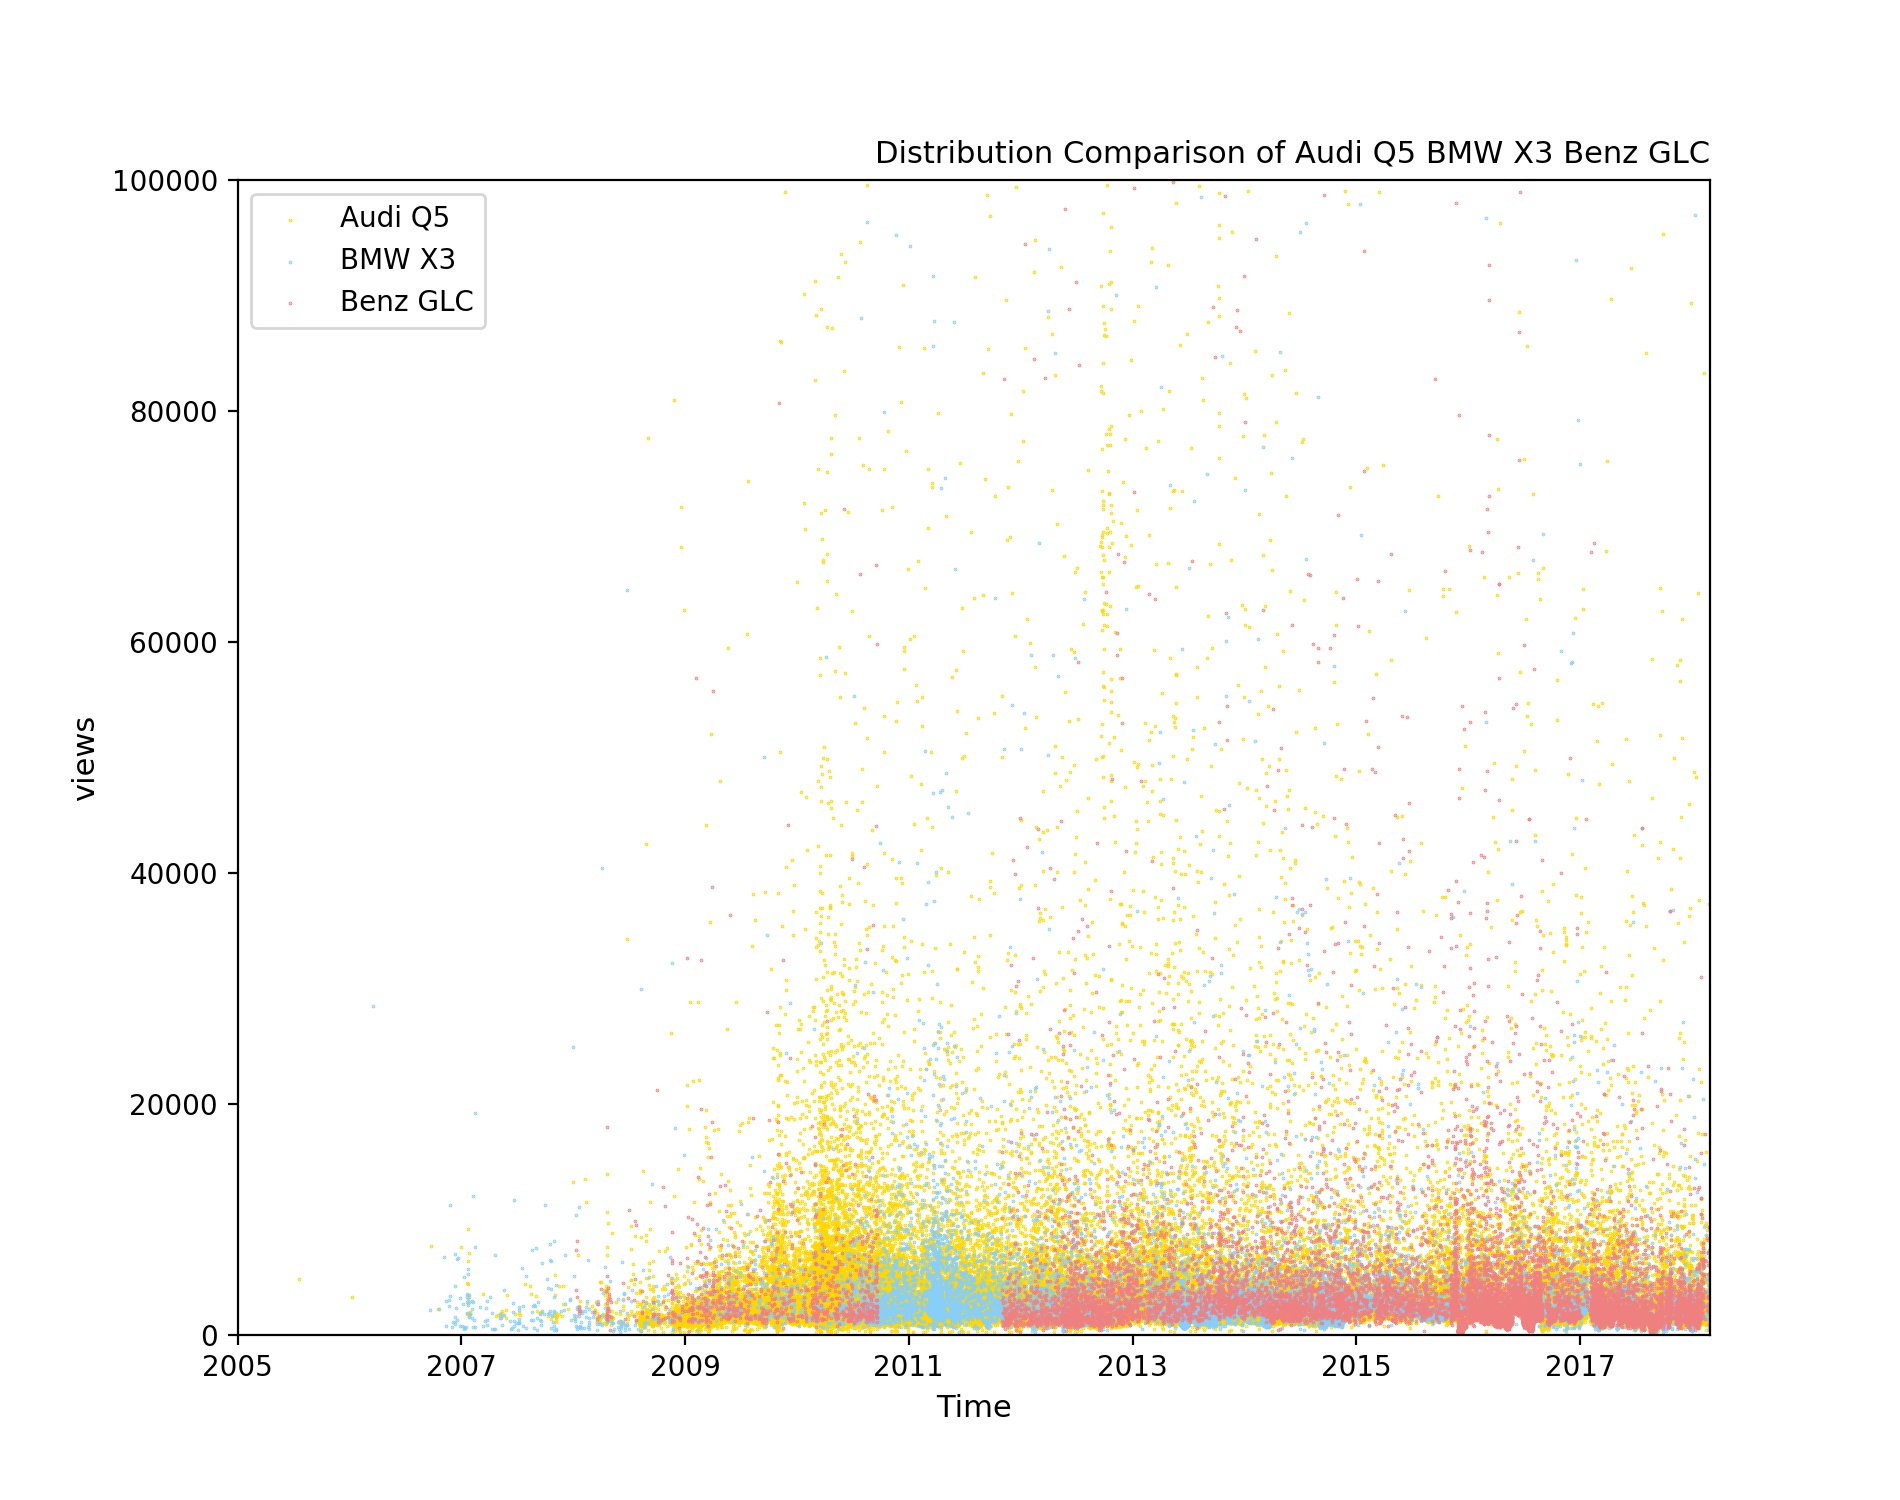 Distribution Comparison of Audi Q5 BMW X3 Benz GLC
100000
Audi Q5
BMW X3
Benz GLC
80000
60000
views
40000
20000
0
2005 2007 2009 2011 2013 2015 2017
Time